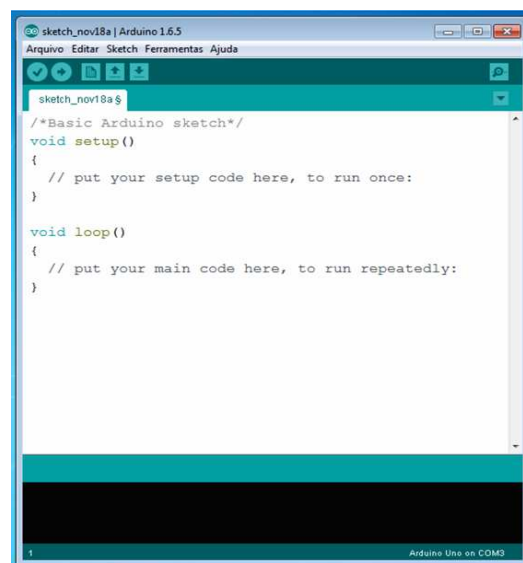 sketch_nov18a | Arduino 1.6.5
Arquivo Editar Sketch Ferramentas Ajuda
sketch_nov18a §
/*Basic Arduino sketch*/
void setup()
{
  // put your setup code here, to run once:
}
void loop()
{
  // put your main code here, to run repeatedly:
}
1 Arduino Uno on COM3